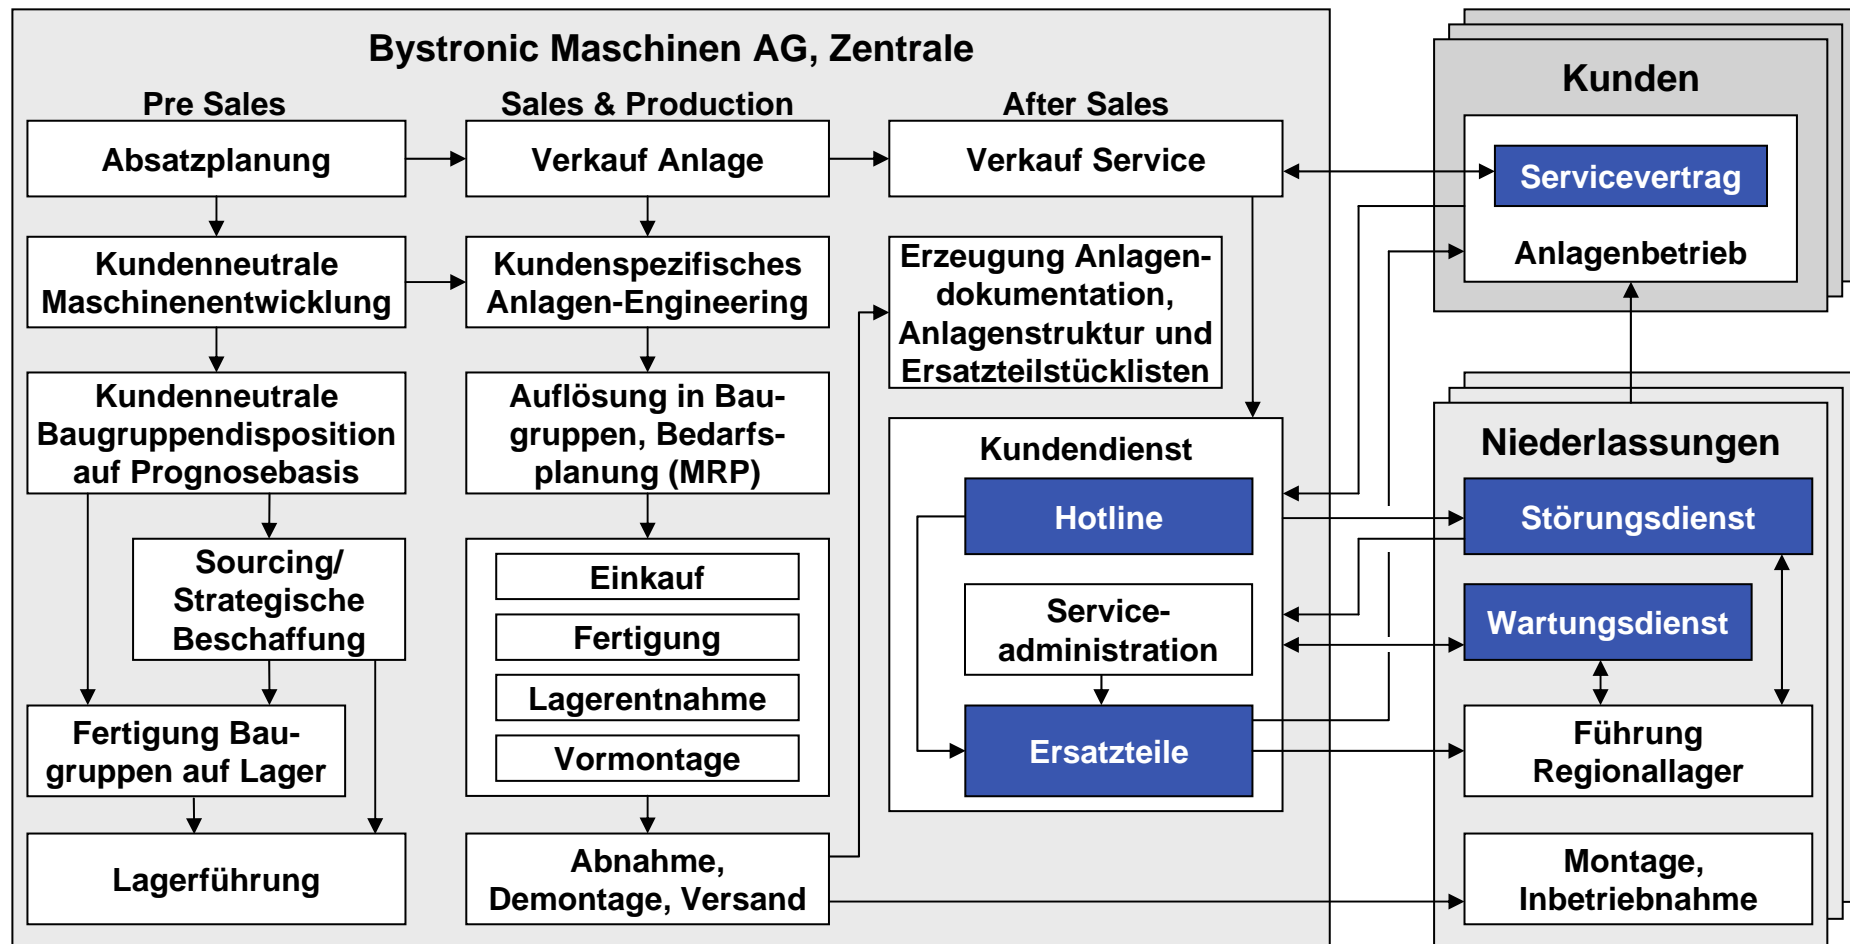 Bystronic Maschinen AG, Zentrale
Pre Sales
Absatzplanung
Kundenneutrale
Maschinenentwicklung
Kundenneutrale
Baugruppendisposition
auf Prognosebasis
Sourcing/
Strategische
Beschaffung
Fertigung Bau-
gruppen auf Lager
Lagerführung
Sales & Production
Verkauf Anlage
Kundenspezifisches
Anlagen-Engineering
Auflösung in Bau-
gruppen, Bedarfs-
planung (MRP)
Einkauf
Fertigung
Lagerentnahme
Vormontage
Abnahme,
Demontage, Versand
After Sales
Verkauf Service
Erzeugung Anlagen-
dokumentation,
Anlagenstruktur und
Ersatzteilstücklisten
Kundendienst
Hotline
Service-
administration
Ersatzteile
Kunden
Servicevertrag
Anlagenbetrieb
Niederlassungen
Störungsdienst
Wartungsdienst
Führung
Regionallager
Montage,
Inbetriebnahme